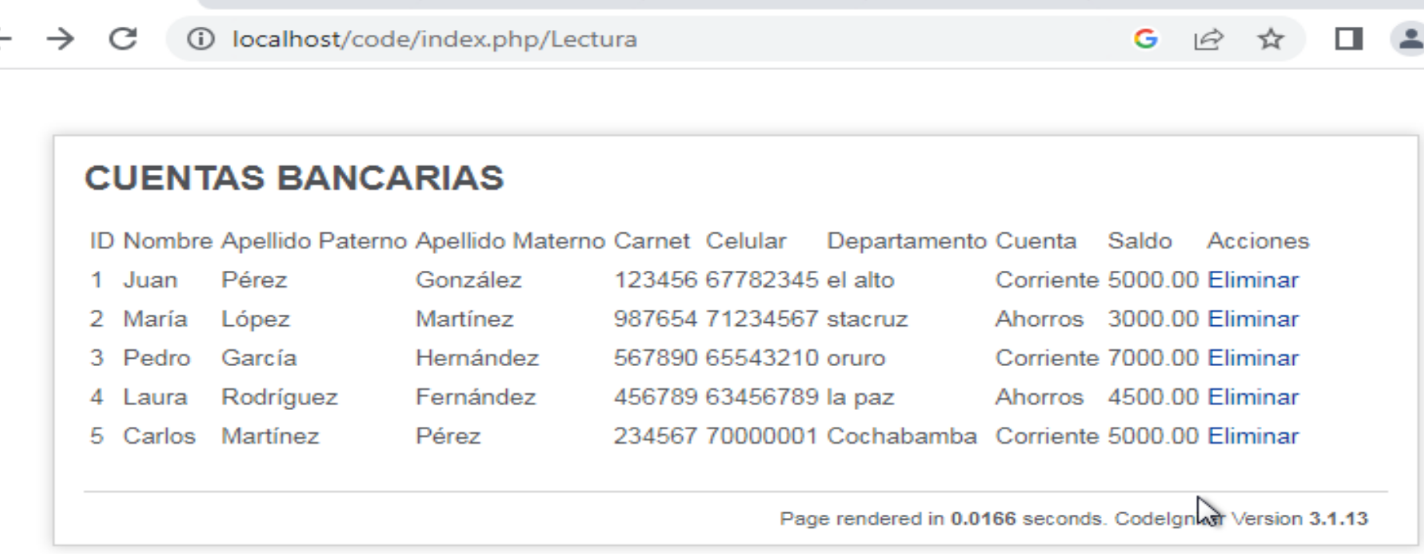 localhost/code/index.php/Lectura
CUENTAS BANCARIAS
ID Nombre Apellido Paterno Apellido Materno Carnet Celular Departamento Cuenta Saldo Acciones
1 Juan Pérez González 123456 67782345 el alto Corriente 5000.00 Eliminar
2 María López Martínez 987654 71234567 stacruz Ahorros 3000.00 Eliminar
3 Pedro García Hernández 567890 65543210 oruro Corriente 7000.00 Eliminar
4 Laura Rodríguez Fernández 456789 63456789 la paz Ahorros 4500.00 Eliminar
5 Carlos Martínez Pérez 234567 70000001 Cochabamba Corriente 5000.00 Eliminar
Page rendered in 0.0166 seconds. CodeIgniter Version 3.1.13